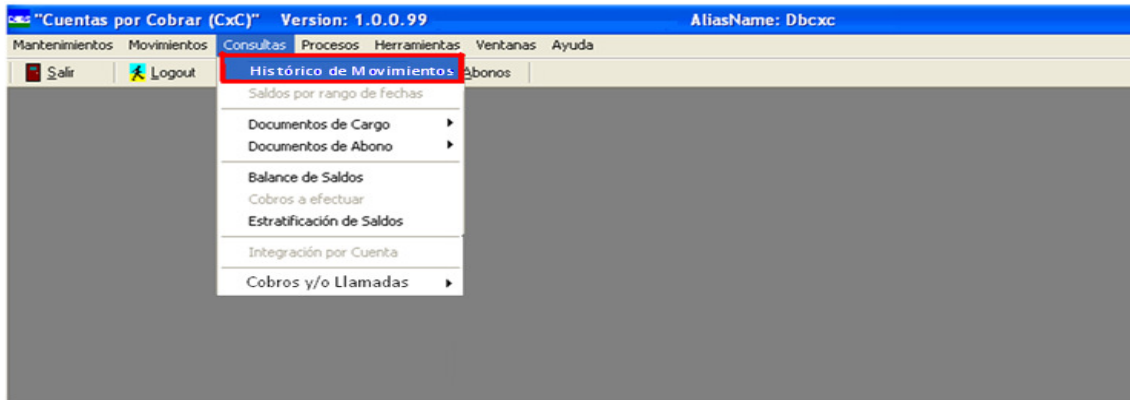 "Cuentas por Cobrar (CxC)" Version: 1.0.0.99 AliasName: Dbcxc
Mantenimientos Movimientos Consultas Procesos Herramientas Ventanas Ayuda
Salir Logout Abonos
Histórico de Movimientos
Saldos por rango de fechas
Documentos de Cargo
Documentos de Abono
Balance de Saldos
Cobros a efectuar
Estratificación de Saldos
Integración por Cuenta
Cobros y/o Llamadas